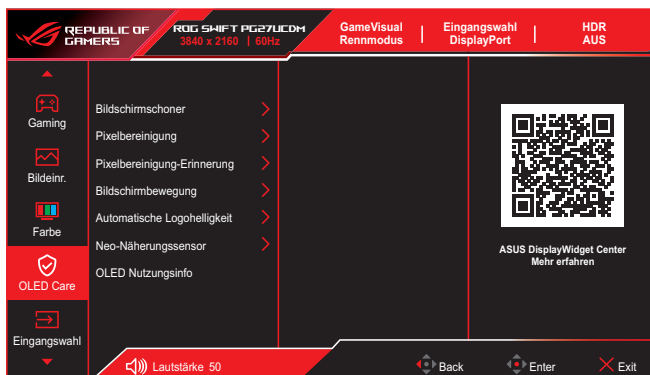 REPUBLIC OF
GAMERS
ROG SWIFT PG27UCDM
3840 x 2160 | 60Hz
GameVisual
Rennmodus
Eingangswahl
DisplayPort
HDR
AUS
Gaming
Bildeinr.
Farbe
OLED Care
Eingangswahl
Bildschirmschoner
Pixelbereinigung
Pixelbereinigung-Erinnerung
Bildschirmbewegung
Automatische Logohelligkeit
Neo-Näherungssensor
OLED Nutzungsinfo
ASUS DisplayWidget Center
Mehr erfahren
Lautstärke 50
Back
Enter
Exit